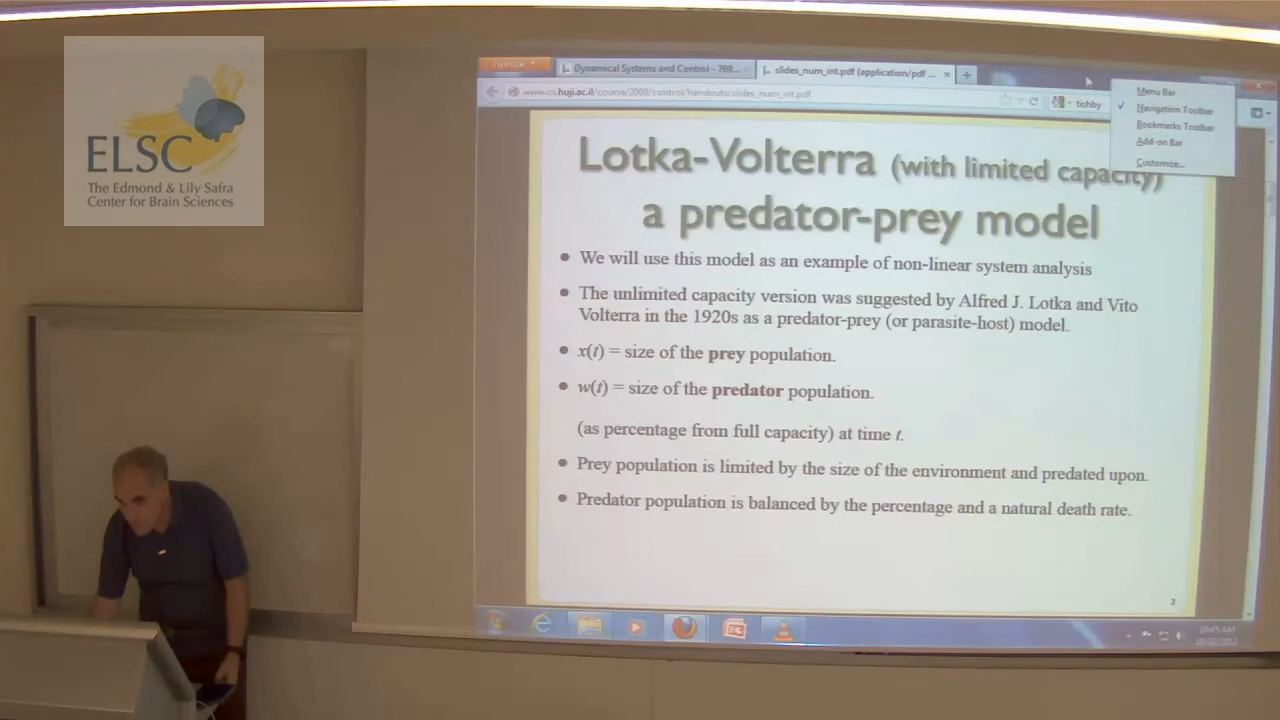 ELSC
The Edmond & Lily Safra
Center for Brain Sciences
Firefox
Dynamical Systems and Control - 769...
slides_num_int.pdf (application/pdf ...
www.cs.huji.ac.il/course/2009/control/handouts/slides_num_int.pdf
tishby
Menu Bar
Navigation Toolbar
Bookmarks Toolbar
Add-on Bar
Customize...
Lotka-Volterra (with limited capacity)
a predator-prey model
• We will use this model as an example of non-linear system analysis
• The unlimited capacity version was suggested by Alfred J. Lotka and Vito
Volterra in the 1920s as a predator-prey (or parasite-host) model.
• x(t) = size of the prey population.
• w(t) = size of the predator population.
(as percentage from full capacity) at time t.
• Prey population is limited by the size of the environment and predated upon.
• Predator population is balanced by the percentage and a natural death rate.
2